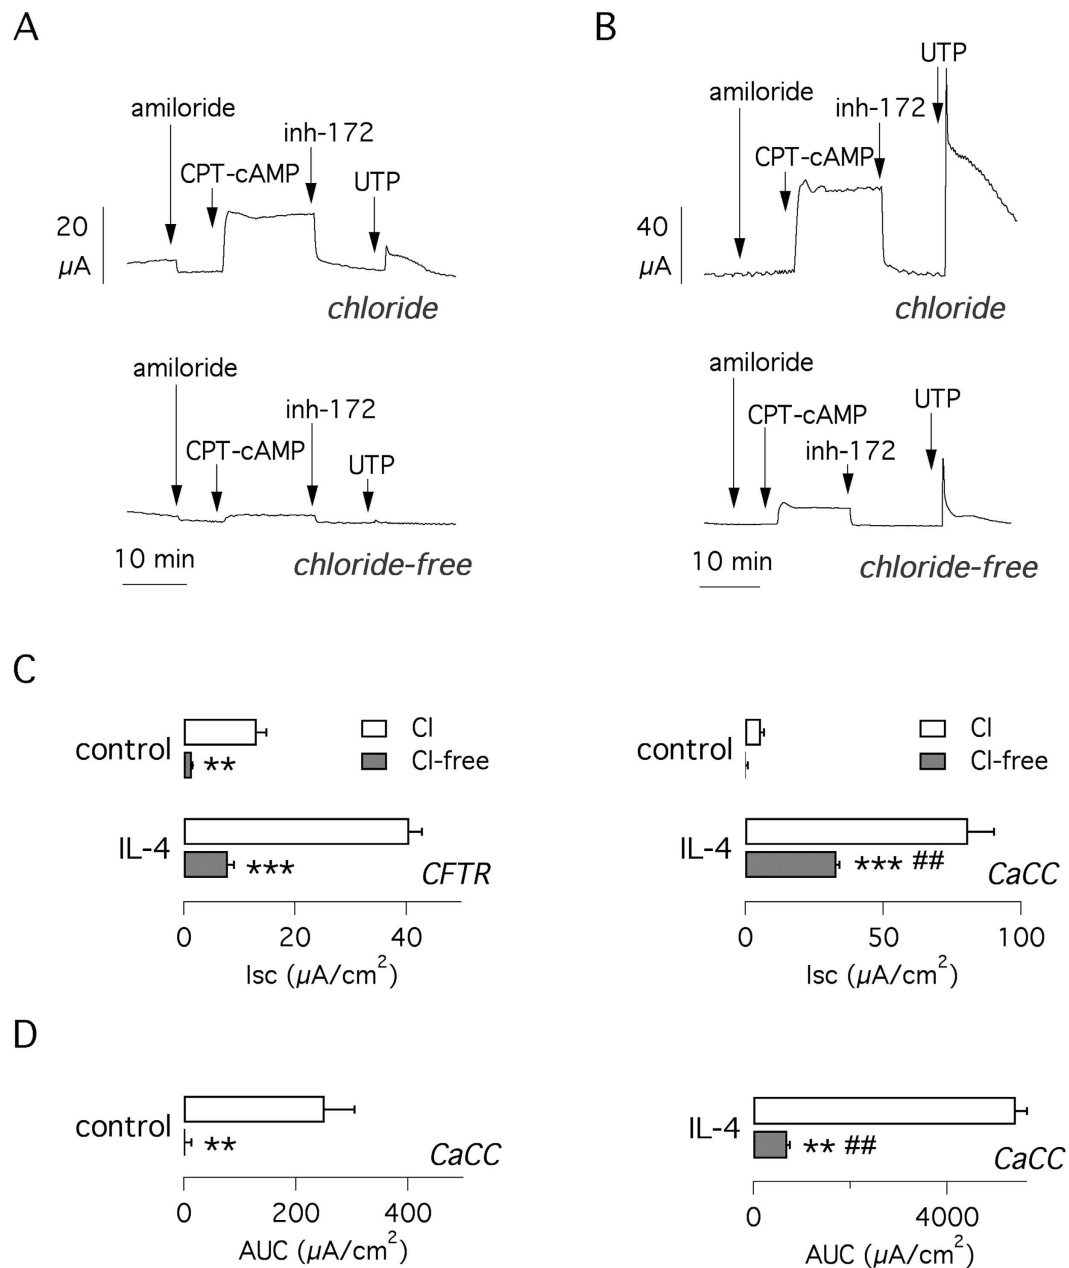 A
B
UTP
amiloride
inh-172
CPT-cAMP
20
µA
chloride
amiloride
inh-172
CPT-cAMP
UTP
40
µA
chloride
amiloride
inh-172
CPT-cAMP
UTP
10 min
chloride-free
amiloride
CPT-cAMP
UTP
inh-172
10 min
chloride-free
C
control
Cl
Cl-free
**
IL-4
***
CFTR
0 20 40
Isc (µA/cm²)
control
Cl
Cl-free
IL-4
*** ##
CaCC
0 50 100
Isc (µA/cm²)
D
control
**
CaCC
0 200 400
AUC (µA/cm²)
IL-4
** ##
CaCC
0 4000
AUC (µA/cm²)